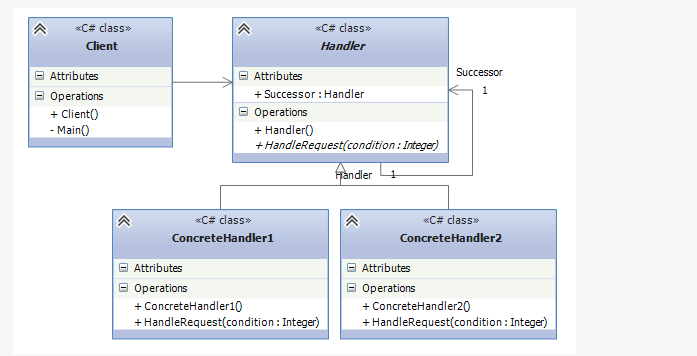 «C# class»
Client
Attributes
Operations
+ Client()
- Main()
«C# class»
Handler
Attributes
+ Successor : Handler
Operations
+ Handler()
+ HandleRequest(condition : Integer)
Successor
1
Handler
1
«C# class»
ConcreteHandler1
Attributes
Operations
+ ConcreteHandler1()
+ HandleRequest(condition : Integer)
«C# class»
ConcreteHandler2
Attributes
Operations
+ ConcreteHandler2()
+ HandleRequest(condition : Integer)